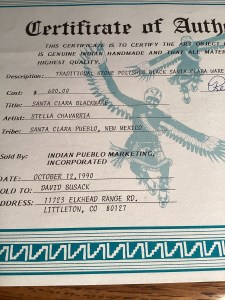 Certificate of Autho
THIS CERTIFICATE IS TO CERTIFY THE ART OBJECT
IS GENUINE INDIAN HANDMADE AND THAT ALL MATER
HIGHEST QUALITY.
Description: TRADITIONAL STONE POLISHED BLACK SANTA CLARA WARE
Cost: $ 600.00
Title: SANTA CLARA BLACKWARE
Artist: STELLA CHAVARRIA
Tribe: SANTA CLARA PUEBLO, NEW MEXICO
Sold By: INDIAN PUEBLO MARKETING,
INCORPORATED
DATE: OCTOBER 12,1990
SOLD TO: DAVID BUSACK
ADDRESS: 11723 ELKHEAD RANGE RD,
LITTLETON, CO 80127